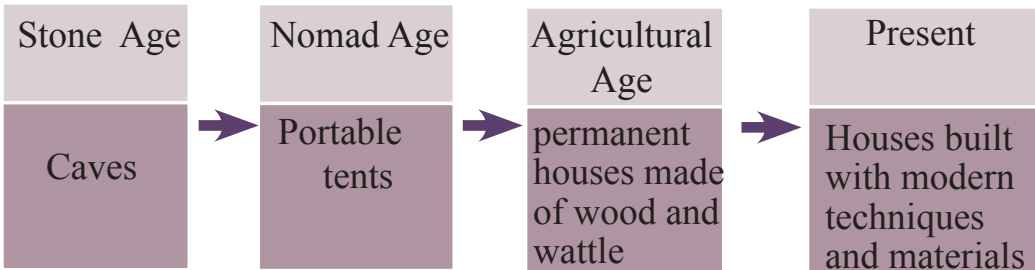 Stone Age
Caves
Nomad Age
Portable
tents
Agricultural
Age
permanent
houses made
of wood and
wattle
Present
Houses built
with modern
techniques
and materials